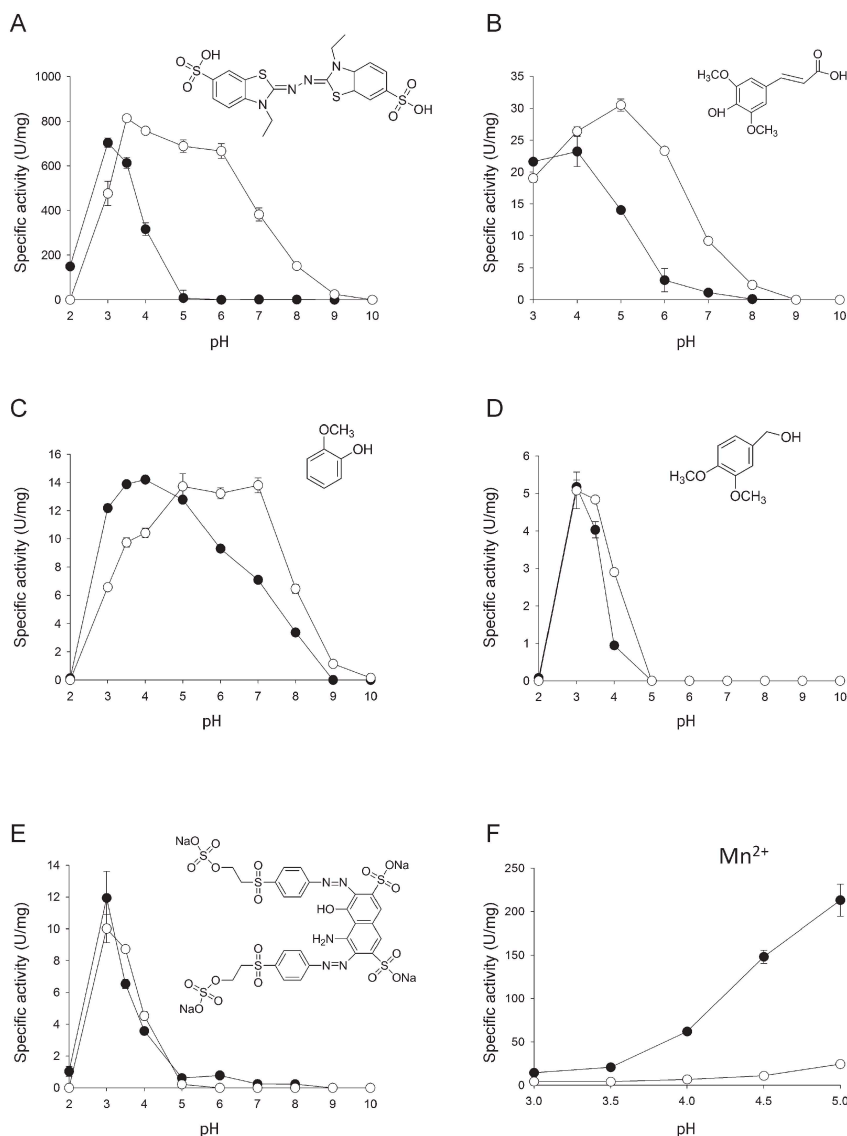 A
SO OH
O
S
O
OH
S
N
N
N
N
S
O
S
O
OH
Specific activity (U/mg)
1000
800
600
400
200
0
2 3 4 5 6 7 8 9 10
pH
B
O
OH
H₃CO
OH
OCH₃
Specific activity (U/mg)
35
30
25
20
15
10
5
0
3 4 5 6 7 8 9 10
pH
C
OCH₃
OH
Specific activity (U/mg)
16
14
12
10
8
6
4
2
0
2 3 4 5 6 7 8 9 10
pH
D
OH
H₃CO
OCH₃
Specific activity (U/mg)
6
5
4
3
2
1
0
2 3 4 5 6 7 8 9 10
pH
E
NaO
S
O
O
O
O
S
O
N=N
O
S
ONa
O
HO
H₂N
O
S
O
N=N
O
S
O
ONa
O
O
S
O
NaO
Specific activity (U/mg)
14
12
10
8
6
4
2
0
2 3 4 5 6 7 8 9 10
pH
F
Mn²⁺
Specific activity (U/mg)
250
200
150
100
50
0
3.0 3.5 4.0 4.5 5.0
pH